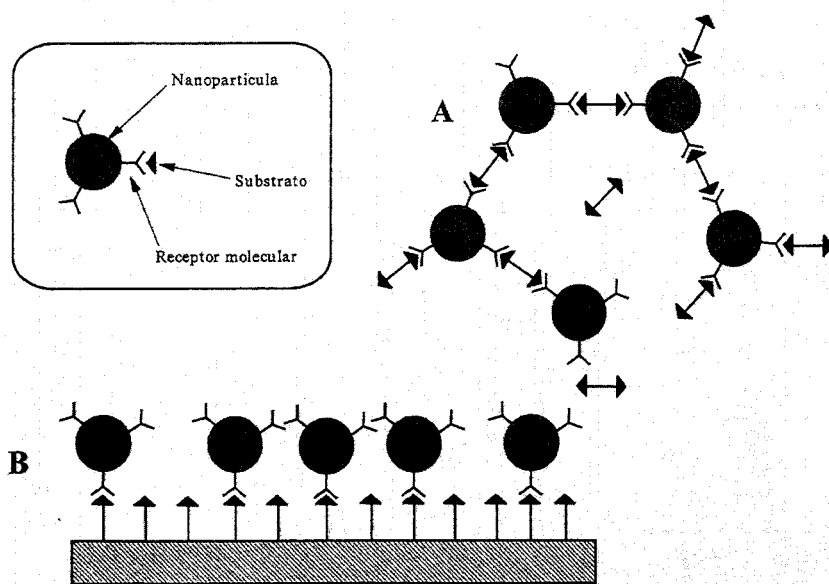 Nanoparticula
Substrato
Receptor molecular
A
B